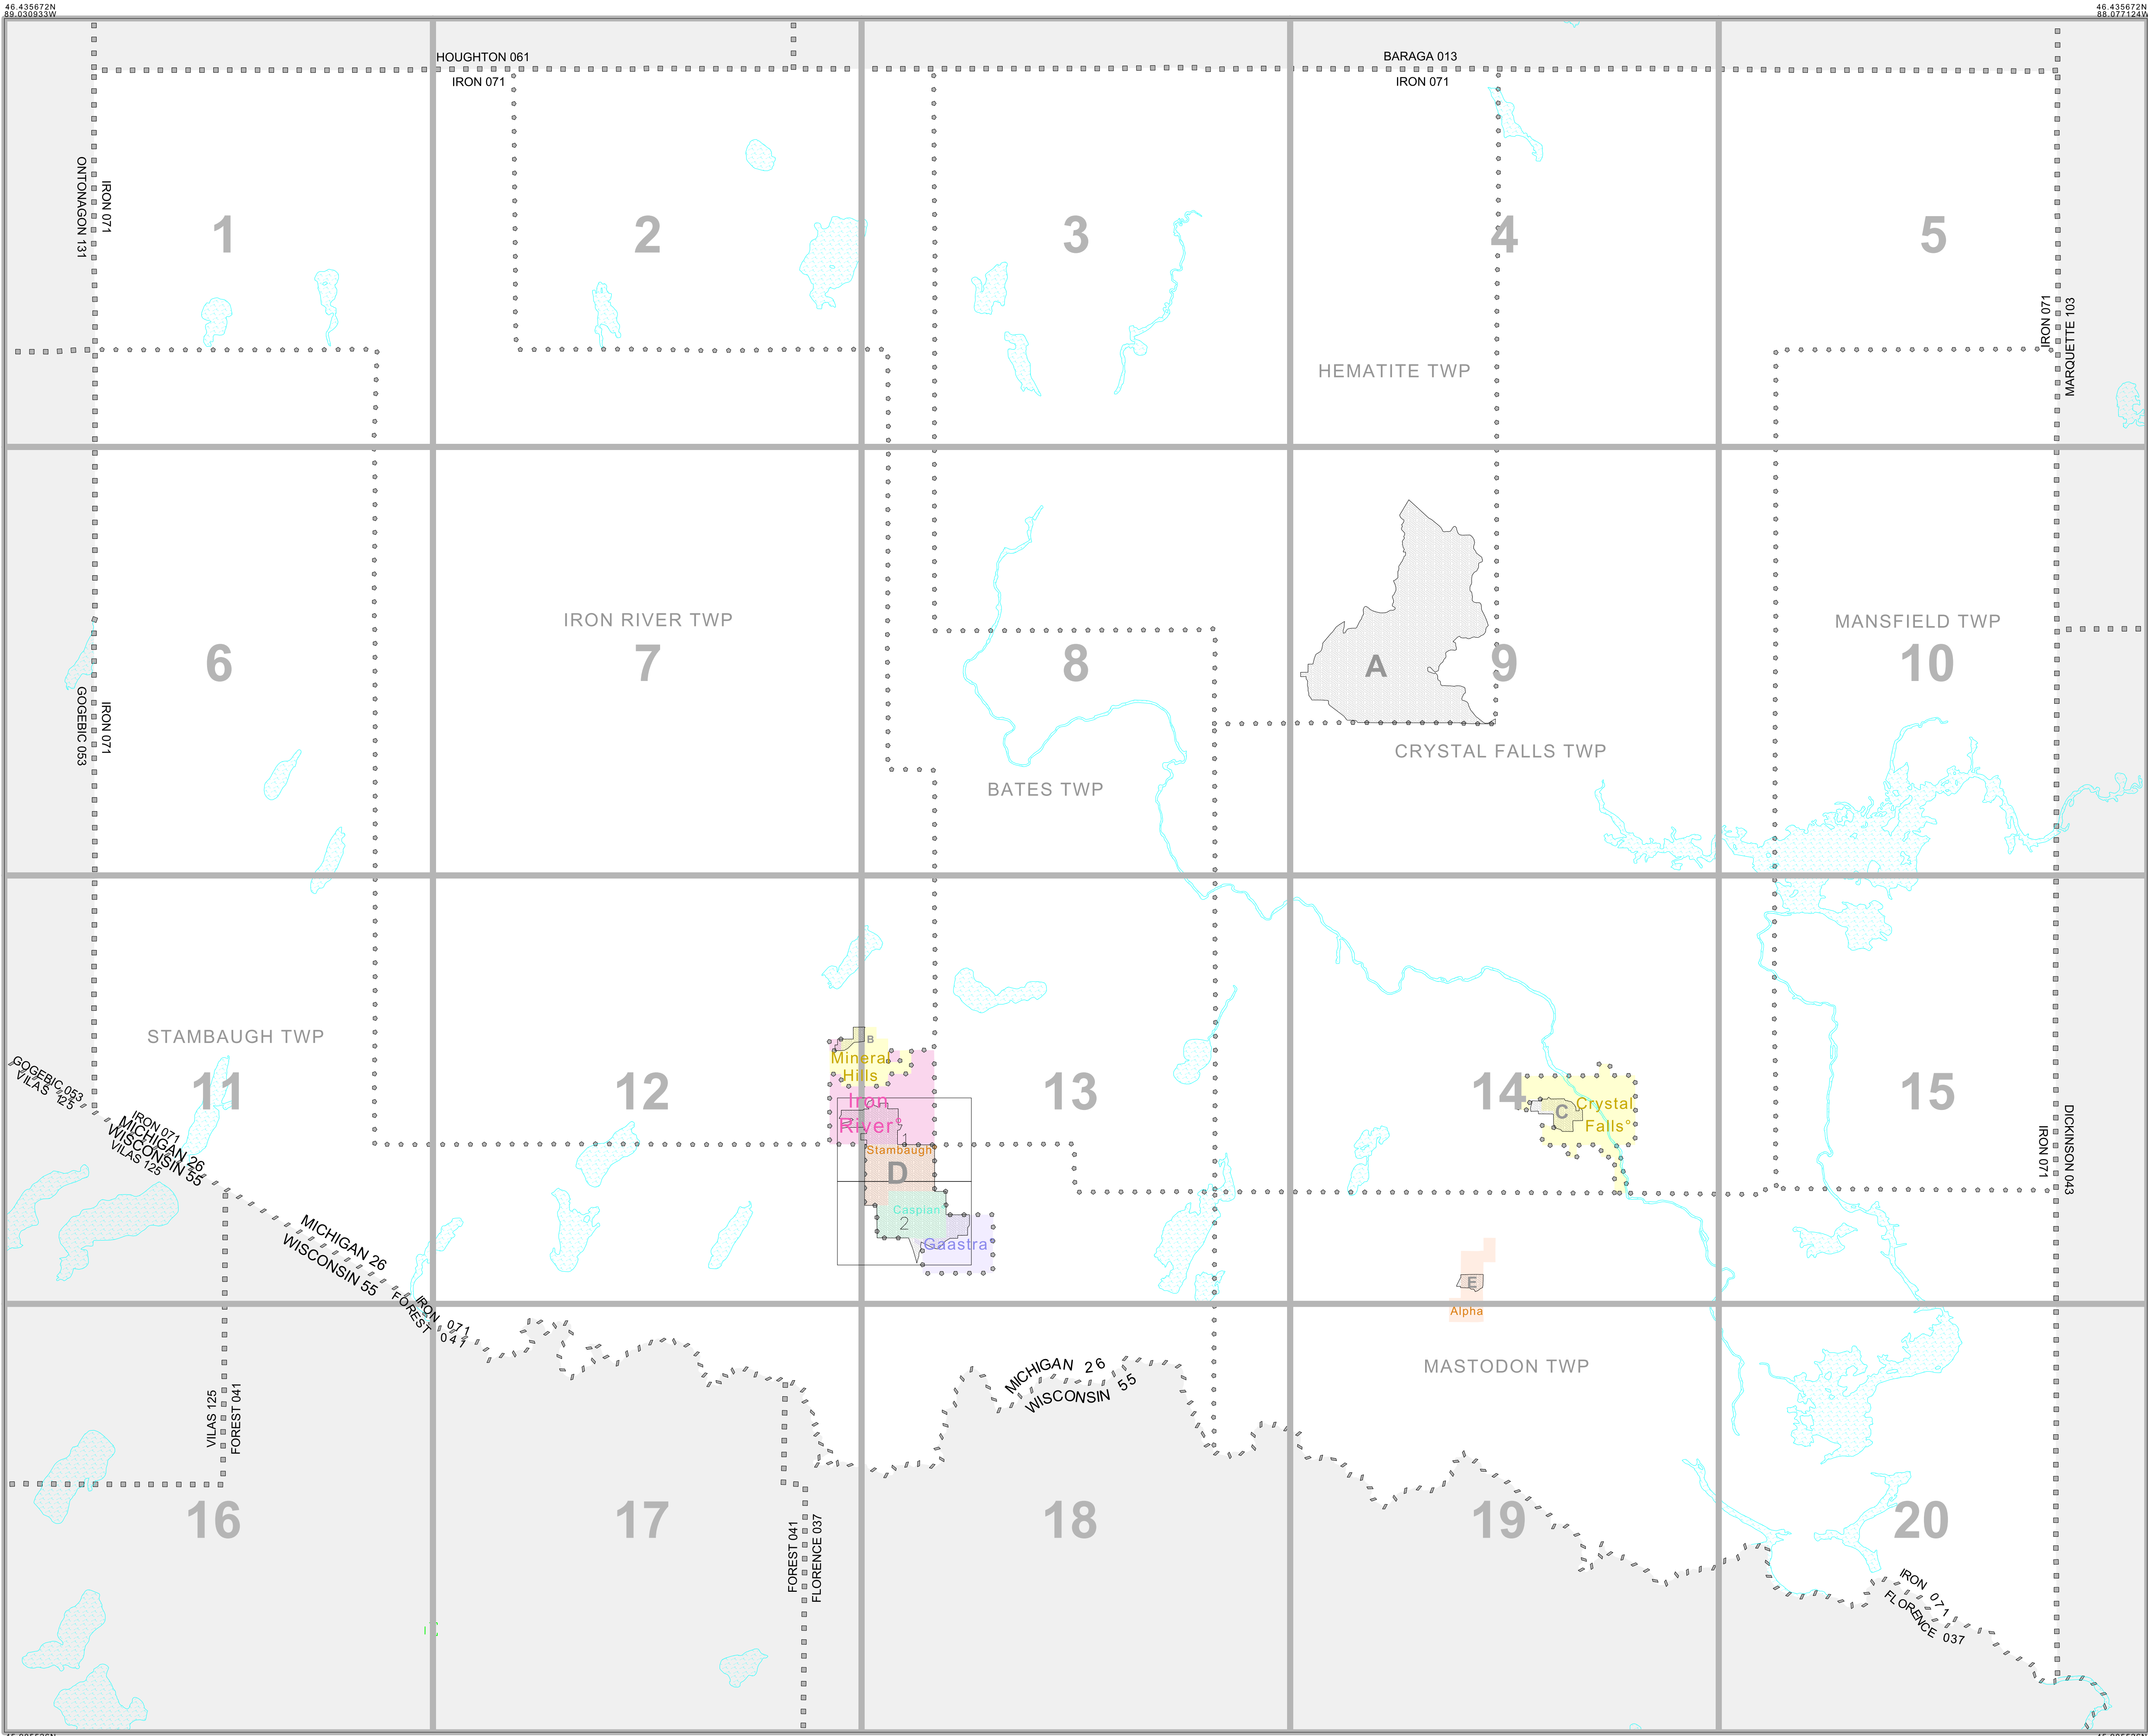 46.435672N
89.030933W
46.435672N
88.077124W
HOUGHTON 061
IRON 071
BARAGA 013
IRON 071
ONTONAGON 131
IRON 071
1
2
3
4
5
IRON 071
MARQUETTE 103
HEMATITE TWP
IRON RIVER TWP
MANSFIELD TWP
6
7
8
A
9
10
GOGEBIC 053
IRON 071
CRYSTAL FALLS TWP
BATES TWP
STAMBAUGH TWP
B
Mineral
Hills
GOGEBIC 053
VILAS 125
11
12
13
14
15
Iron
River°
1
C
Crystal
Falls°
IRON 071
MICHIGAN 26
WISCONSIN 55
VILAS 125
Stambaugh
D
IRON 071
DICKINSON 043
Caspian
2
Gaastra
MICHIGAN 26
WISCONSIN 55
E
Alpha
IRON 071
FOREST 041
MICHIGAN 26
WISCONSIN 55
MASTODON TWP
VILAS 125
FOREST 041
16
17
18
19
20
FOREST 041
FLORENCE 037
IRON 071
FLORENCE 037